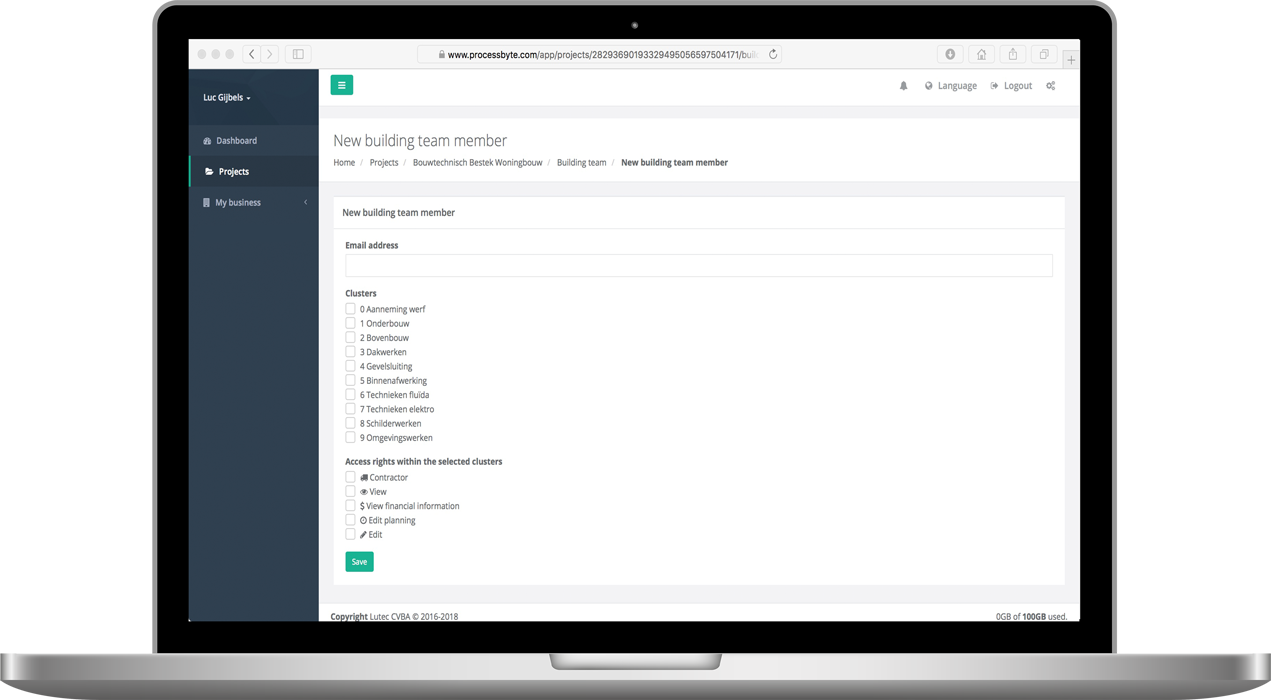 www.processbyte.com/app/projects/28293690193329495056597504171/buil
Luc Gijbels
Language
Logout
Dashboard
Projects
My business
New building team member
Home / Projects / Bouwtechnisch Bestek Woningbouw / Building team / New building team member
New building team member
Email address
Clusters
0 Aanneming werf
1 Onderbouw
2 Bovenbouw
3 Dakwerken
4 Gevelsluiting
5 Binnenafwerking
6 Technieken fluïda
7 Technieken elektro
8 Schilderwerken
9 Omgevingswerken
Access rights within the selected clusters
Contractor
View
$ View financial information
Edit planning
Edit
Save
Copyright Lutec CVBA © 2016-2018
0GB of 100GB used.